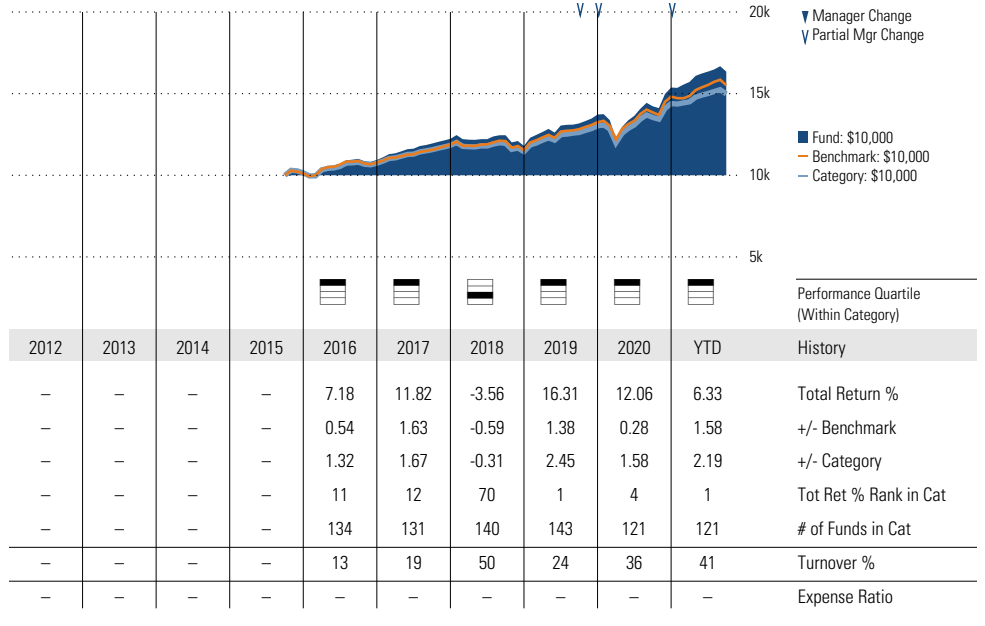 20k
15k
10k
5k
Manager Change
Partial Mgr Change
Fund: $10,000
Benchmark: $10,000
Category: $10,000
Performance Quartile
(Within Category)
2012 2013 2014 2015 2016 2017 2018 2019 2020 YTD History
– – – – 7.18 11.82 -3.56 16.31 12.06 6.33 Total Return %
– – – – 0.54 1.63 -0.59 1.38 0.28 1.58 +/- Benchmark
– – – – 1.32 1.67 -0.31 2.45 1.58 2.19 +/- Category
– – – – 11 12 70 1 4 1 Tot Ret % Rank in Cat
– – – – 134 131 140 143 121 121 # of Funds in Cat
– – – – 13 19 50 24 36 41 Turnover %
– – – – – – – – – – Expense Ratio